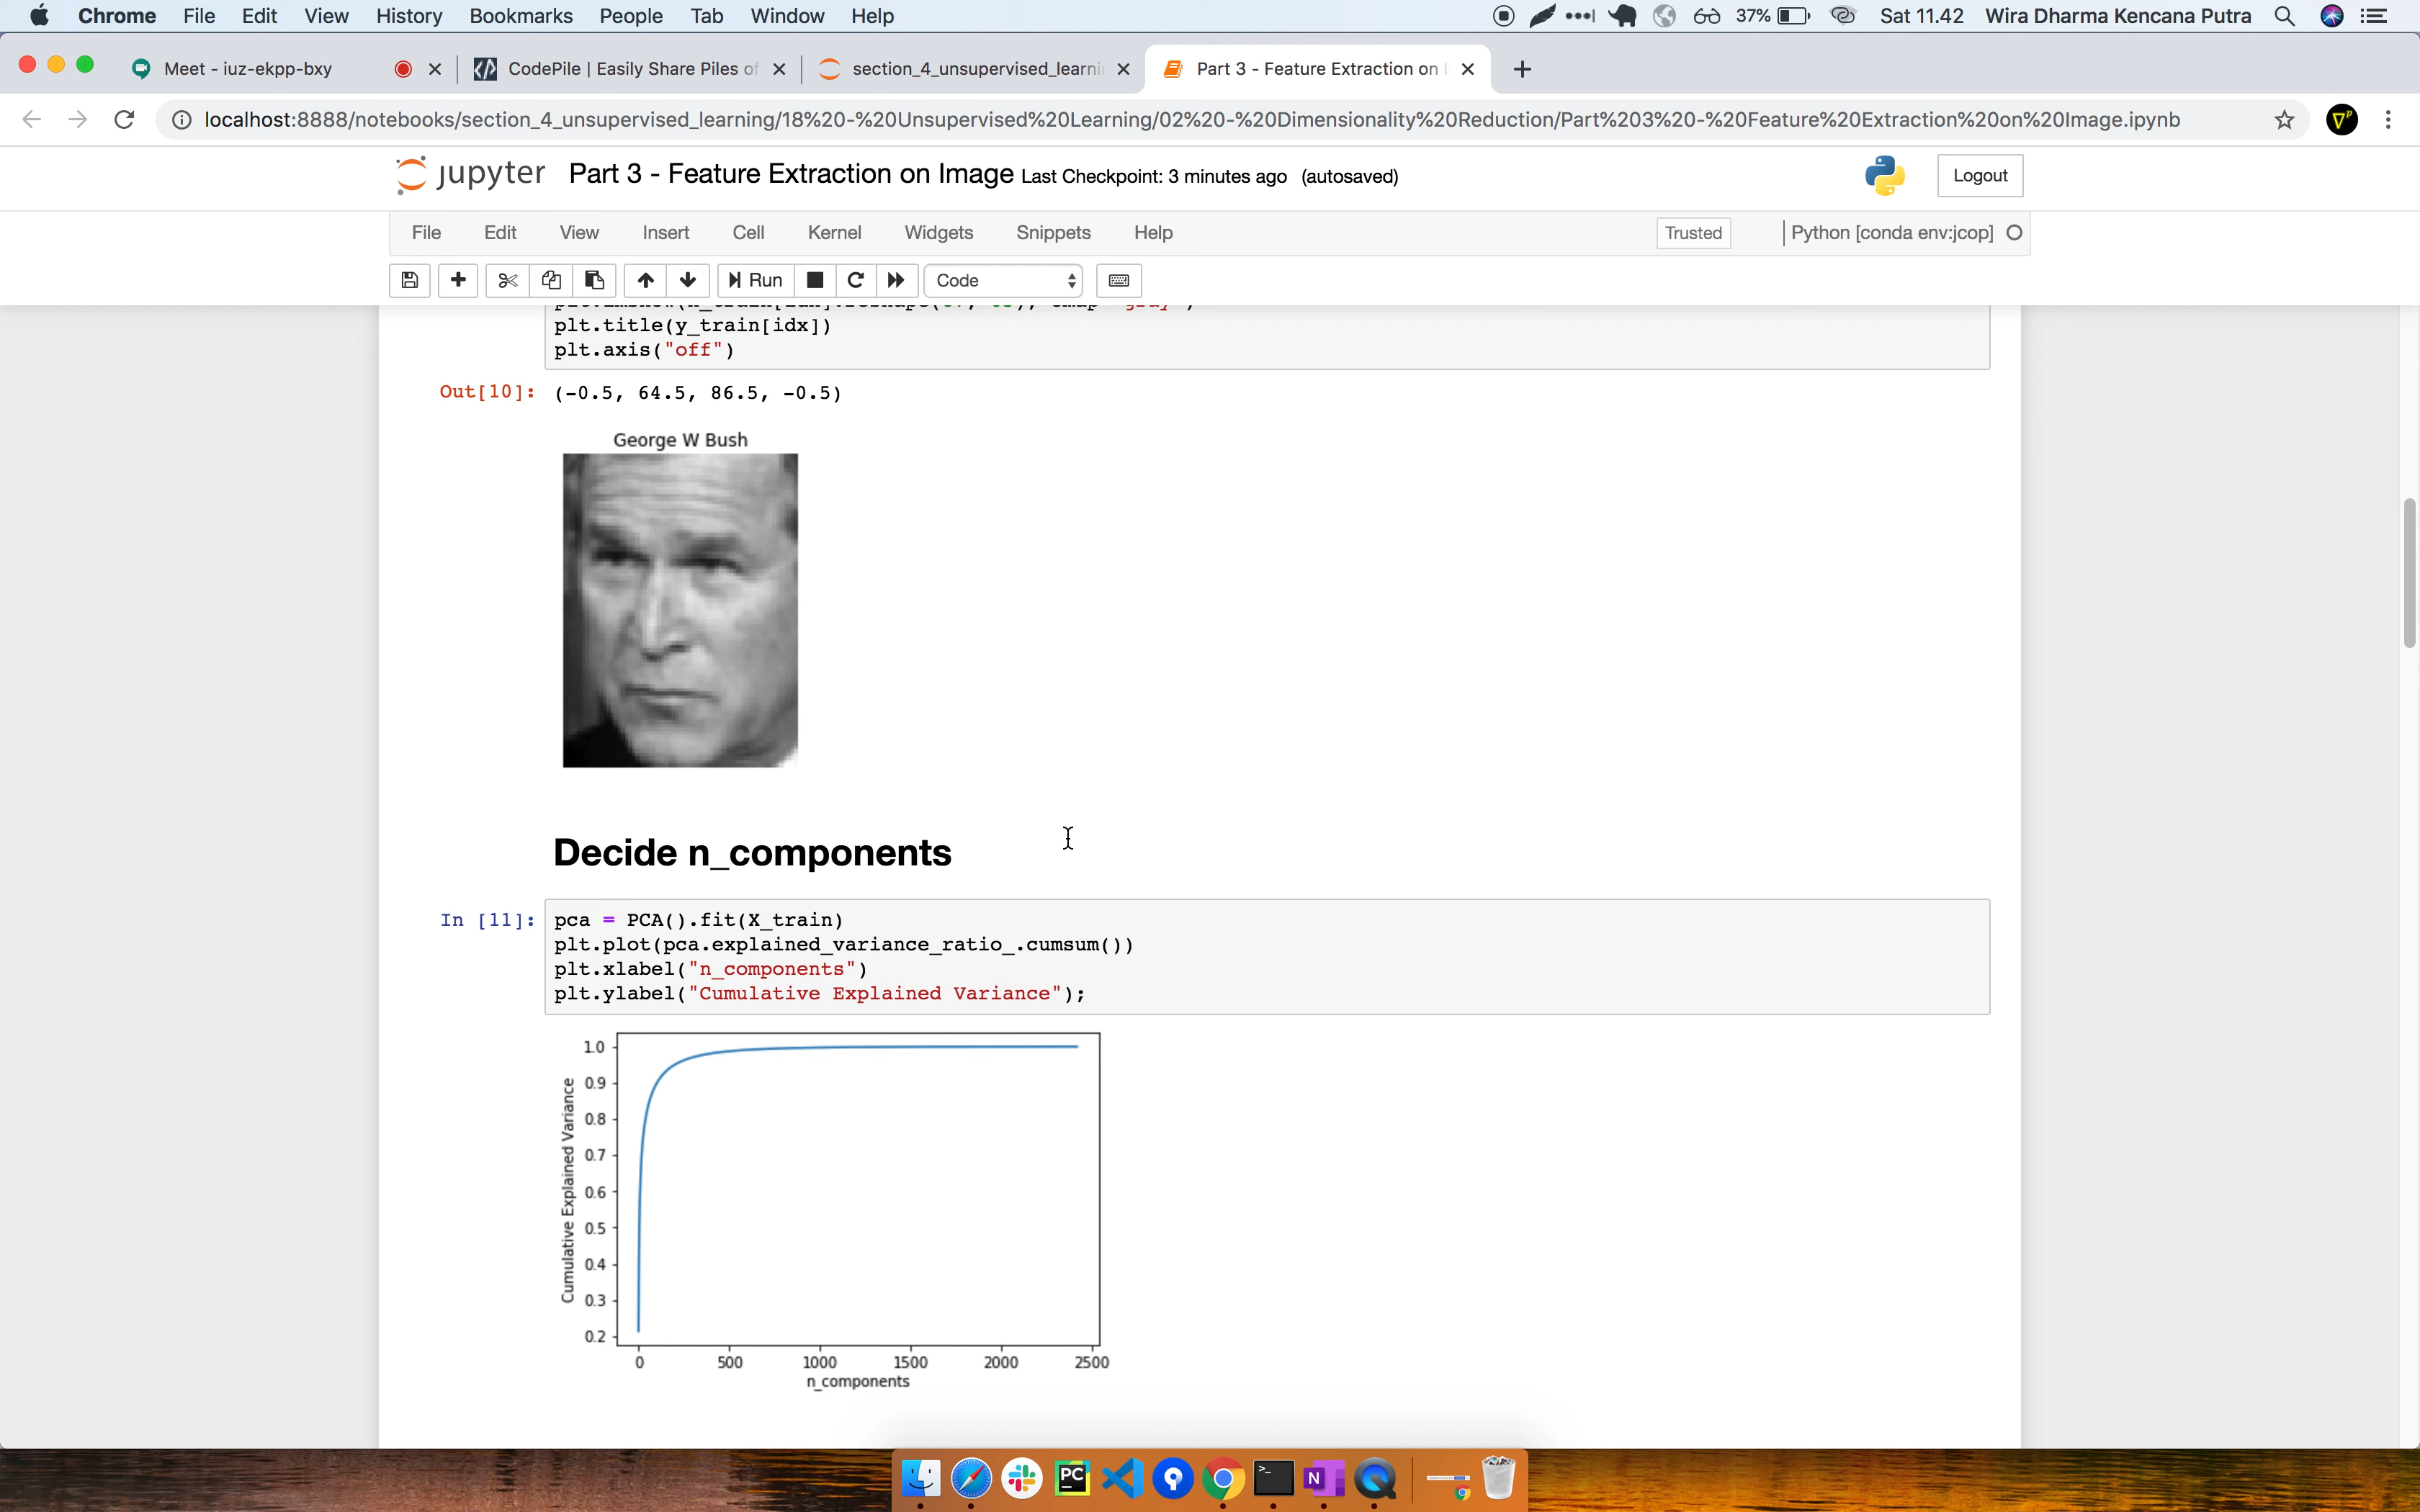 Chrome File Edit View History Bookmarks People Tab Window Help 37% Sat 11.42 Wira Dharma Kencana Putra
Meet - iuz-ekpp-bxy CodePile | Easily Share Piles of section_4_unsupervised_learni Part 3 - Feature Extraction on
localhost:8888/notebooks/section_4_unsupervised_learning/18%20-%20Unsupervised%20Learning/02%20-%20Dimensionality%20Reduction/Part%203%20-%20Feature%20Extraction%20on%20Image.ipynb
jupyter Part 3 - Feature Extraction on Image Last Checkpoint: 3 minutes ago (autosaved) Logout
File Edit View Insert Cell Kernel Widgets Snippets Help Trusted Python [conda env:jcop]
Run Code
plt.title(y_train[idx])
plt.axis("off")
Out[10]: (-0.5, 64.5, 86.5, -0.5)
George W Bush
Decide n_components
In [11]: pca = PCA().fit(X_train)
plt.plot(pca.explained_variance_ratio_.cumsum())
plt.xlabel("n_components")
plt.ylabel("Cumulative Explained Variance");
Cumulative Explained Variance
1.0
0.9
0.8
0.7
0.6
0.5
0.4
0.3
0.2
0 500 1000 1500 2000 2500
n_components